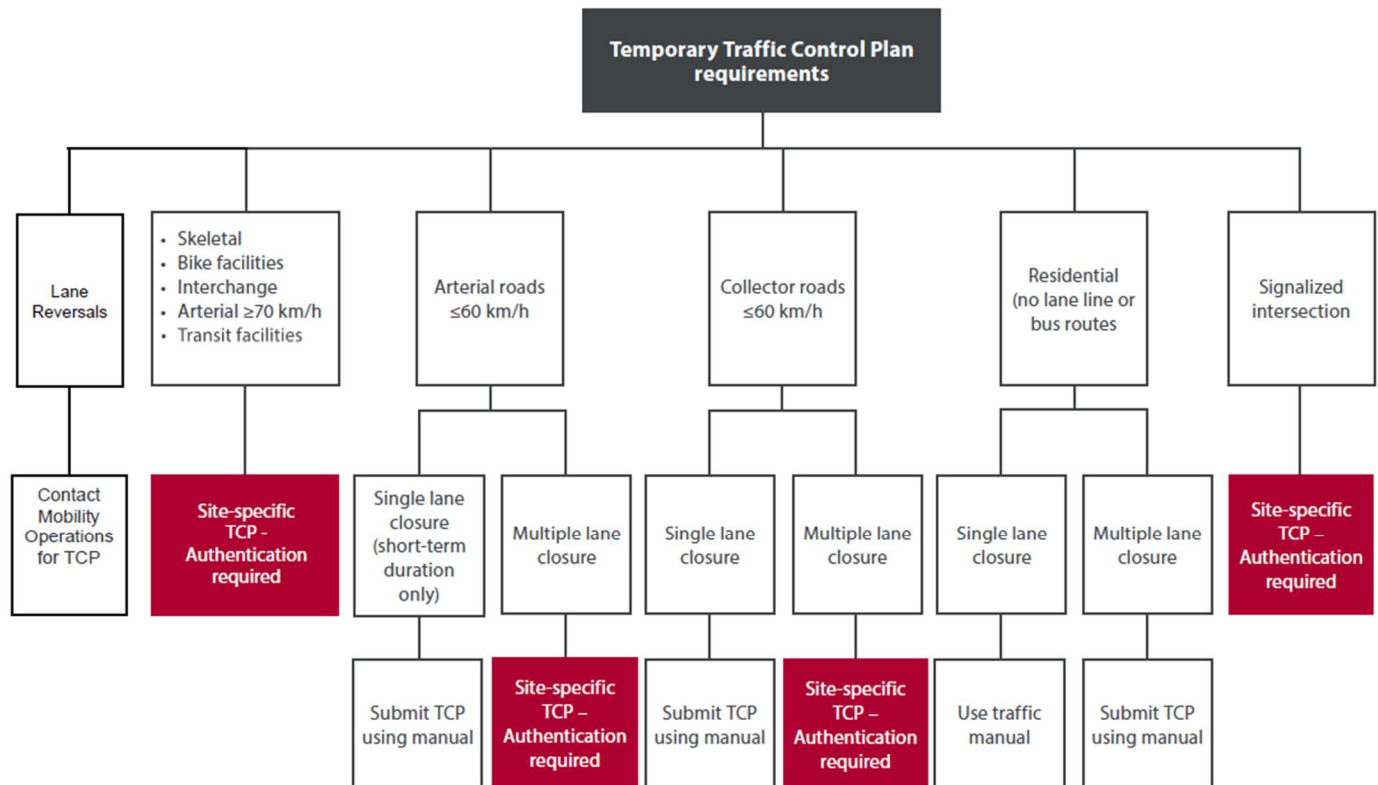 Temporary Traffic Control Plan
requirements
Lane
Reversals
• Skeletal
• Bike facilities
• Interchange
• Arterial ≥70 km/h
• Transit facilities
Arterial roads
≤60 km/h
Collector roads
≤60 km/h
Residential
(no lane line or
bus routes
Signalized
intersection
Contact
Mobility
Operations
for TCP
Site-specific
TCP -
Authentication
required
Single lane
closure
(short-term
duration
only)
Multiple lane
closure
Single lane
closure
Multiple lane
closure
Single lane
closure
Multiple lane
closure
Site-specific
TCP –
Authentication
required
Submit TCP
using manual
Site-specific
TCP –
Authentication
required
Submit TCP
using manual
Site-specific
TCP –
Authentication
required
Use traffic
manual
Submit TCP
using manual